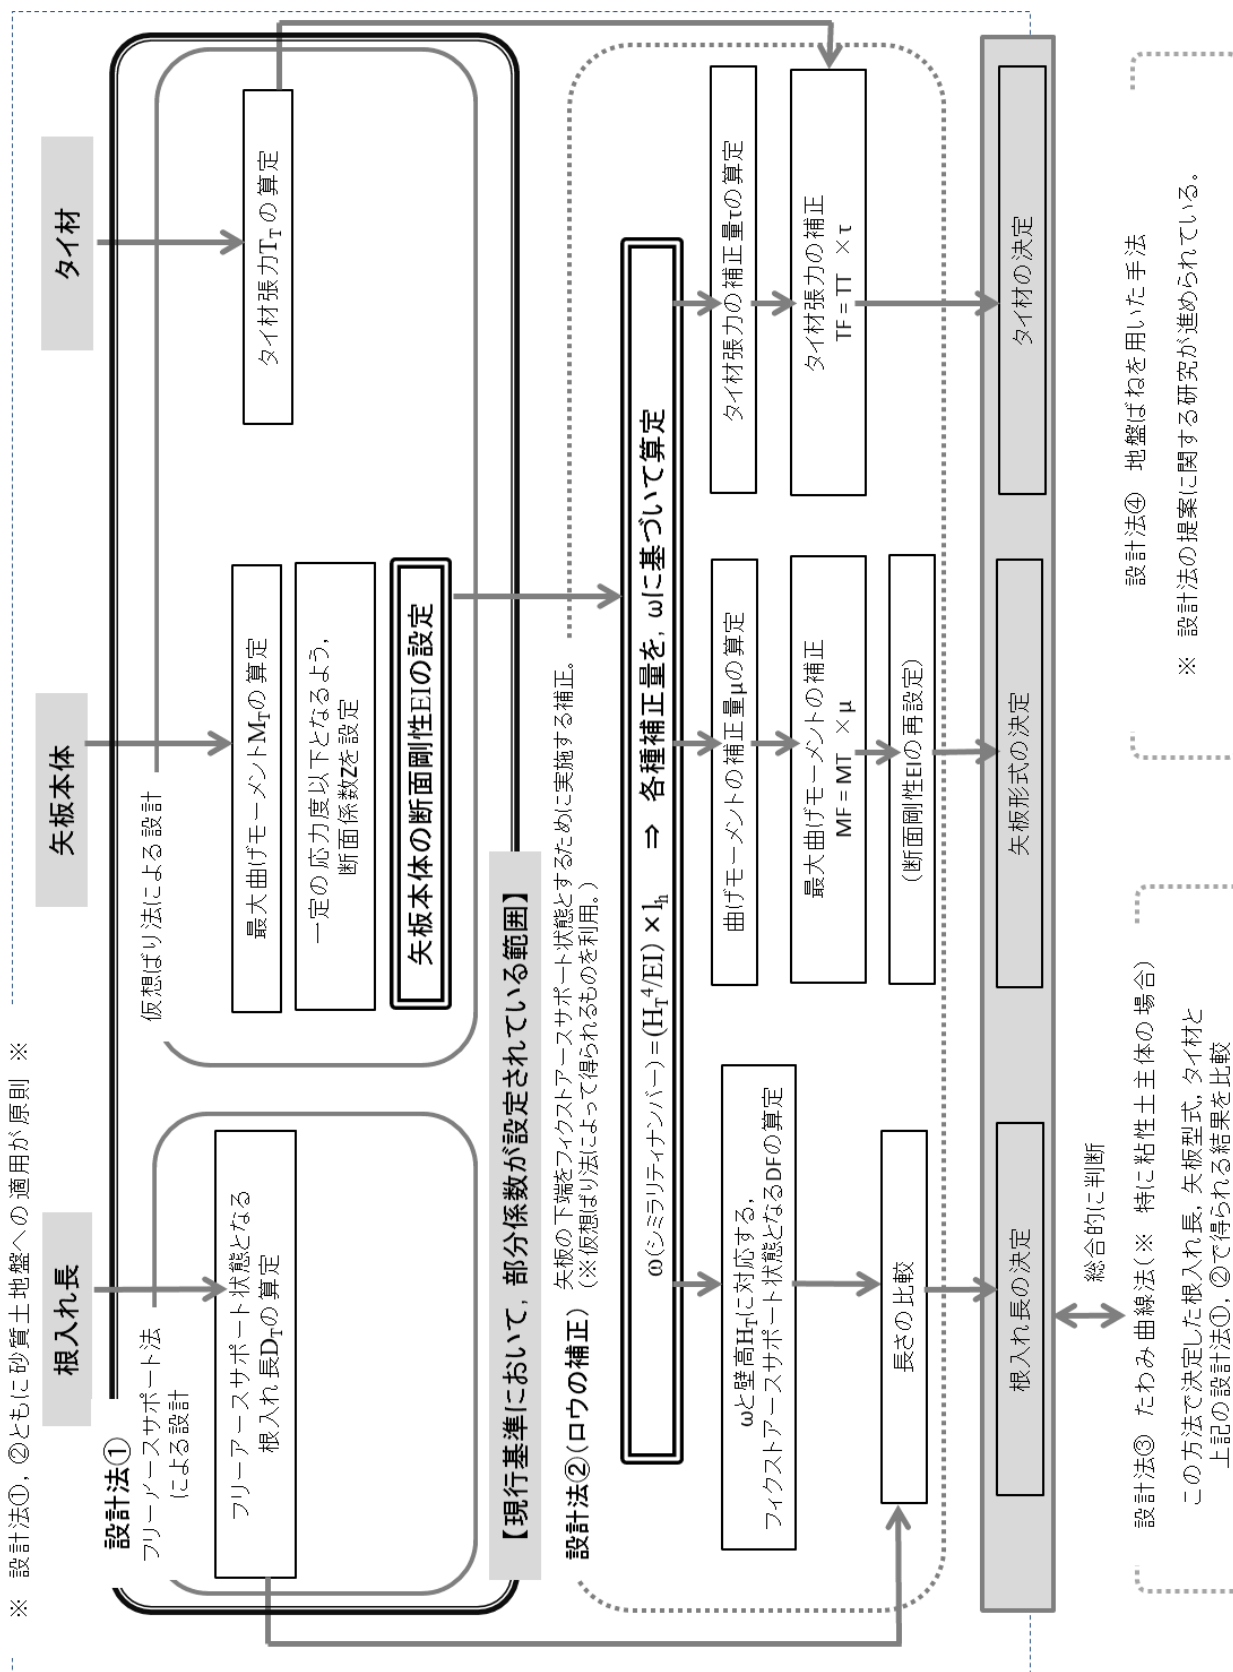 ※ 設計法①, ②ともに砂質土地盤への適用が原則 ※
根入れ長
矢板本体
タイ材
設計法①
フリーアースサポート法
による設計
フリーアースサポート状態となる
根入れ長DTの算定
仮想ばり法による設計
最大曲げモーメントMTの算定
一定の応力度以下となるよう,
断面係数Zを設定
矢板本体の断面剛性EIの設定
タイ材張力TTの算定
【現行基準において, 部分係数が設定されている範囲】
設計法②(ロウの補正)
矢板の下端をフィクストアースサポート状態とするために実施する補正。
(※仮想ばり法によって得られるものを利用。)
ω(シミラリティナンバー)=(HT⁴/EI)×lh ⇒ 各種補正量を, ωに基づいて算定
ωと壁高HTに対応する,
フィクストアースサポート状態となるDFの算定
長さの比較
曲げモーメントの補正量μの算定
最大曲げモーメントの補正
MF=MT ×μ
(断面剛性EIの再設定)
タイ材張力の補正量τの算定
タイ材張力の補正
TF=TT ×τ
根入れ長の決定
矢板形式の決定
タイ材の決定
総合的に判断
設計法③ たわみ曲線法(※ 特に粘性土主体の場合)
この方法で決定した根入れ長, 矢板型式, タイ材と
上記の設計法①, ②で得られる結果を比較
設計法④ 地盤ばねを用いた手法
※ 設計法の提案に関する研究が進められている。